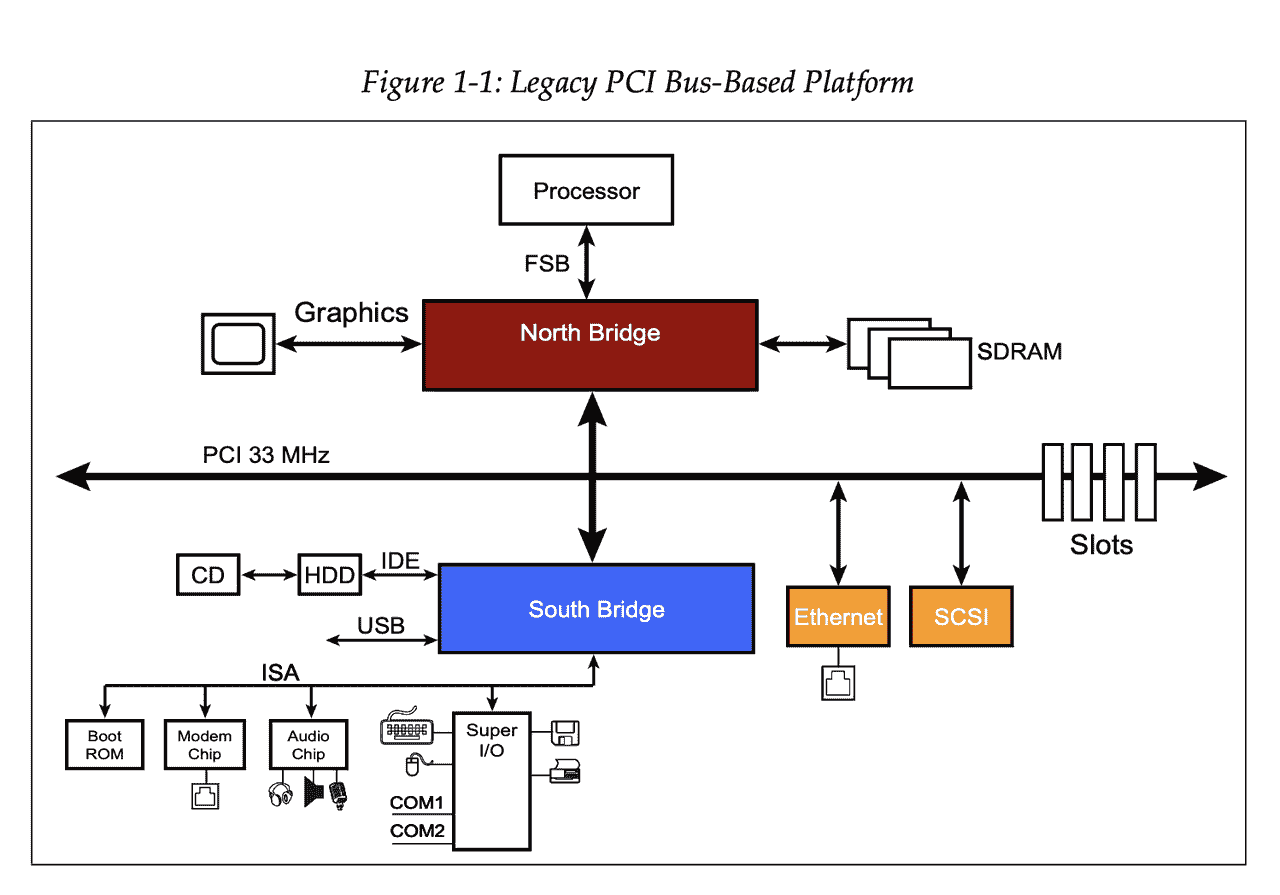 Figure 1-1: Legacy PCI Bus-Based Platform
Processor
FSB
Graphics
North Bridge
SDRAM
PCI 33 MHz
Slots
CD
HDD
IDE
South Bridge
Ethernet
SCSI
USB
ISA
Boot
ROM
Modem
Chip
Audio
Chip
Super
I/O
COM1
COM2